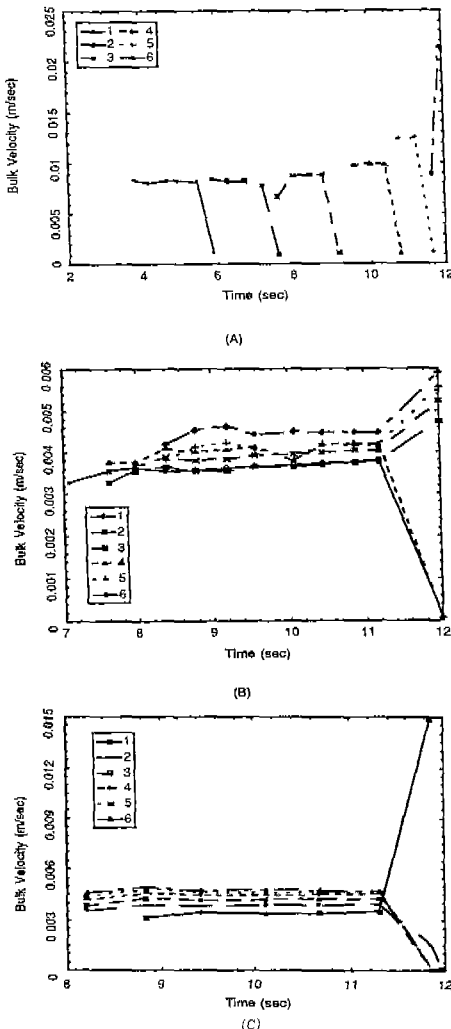 0.025
0.02
0.015
0.01
0.005
0
Bulk Velocity (m/sec)
1 4
2 5
3 6
2 4 6 8 10 12
Time (sec)
(A)
0.006
0.005
0.004
0.003
0.002
0.001
0
Bulk Velocity (m/sec)
1
2
3
4
5
6
7 8 9 10 11 12
Time (sec)
(B)
0.015
0.012
0.009
0.006
0.003
0
Bulk Velocity (m/sec)
1
2
3
4
5
6
6 8 9 10 11 12
Time (sec)
(C)